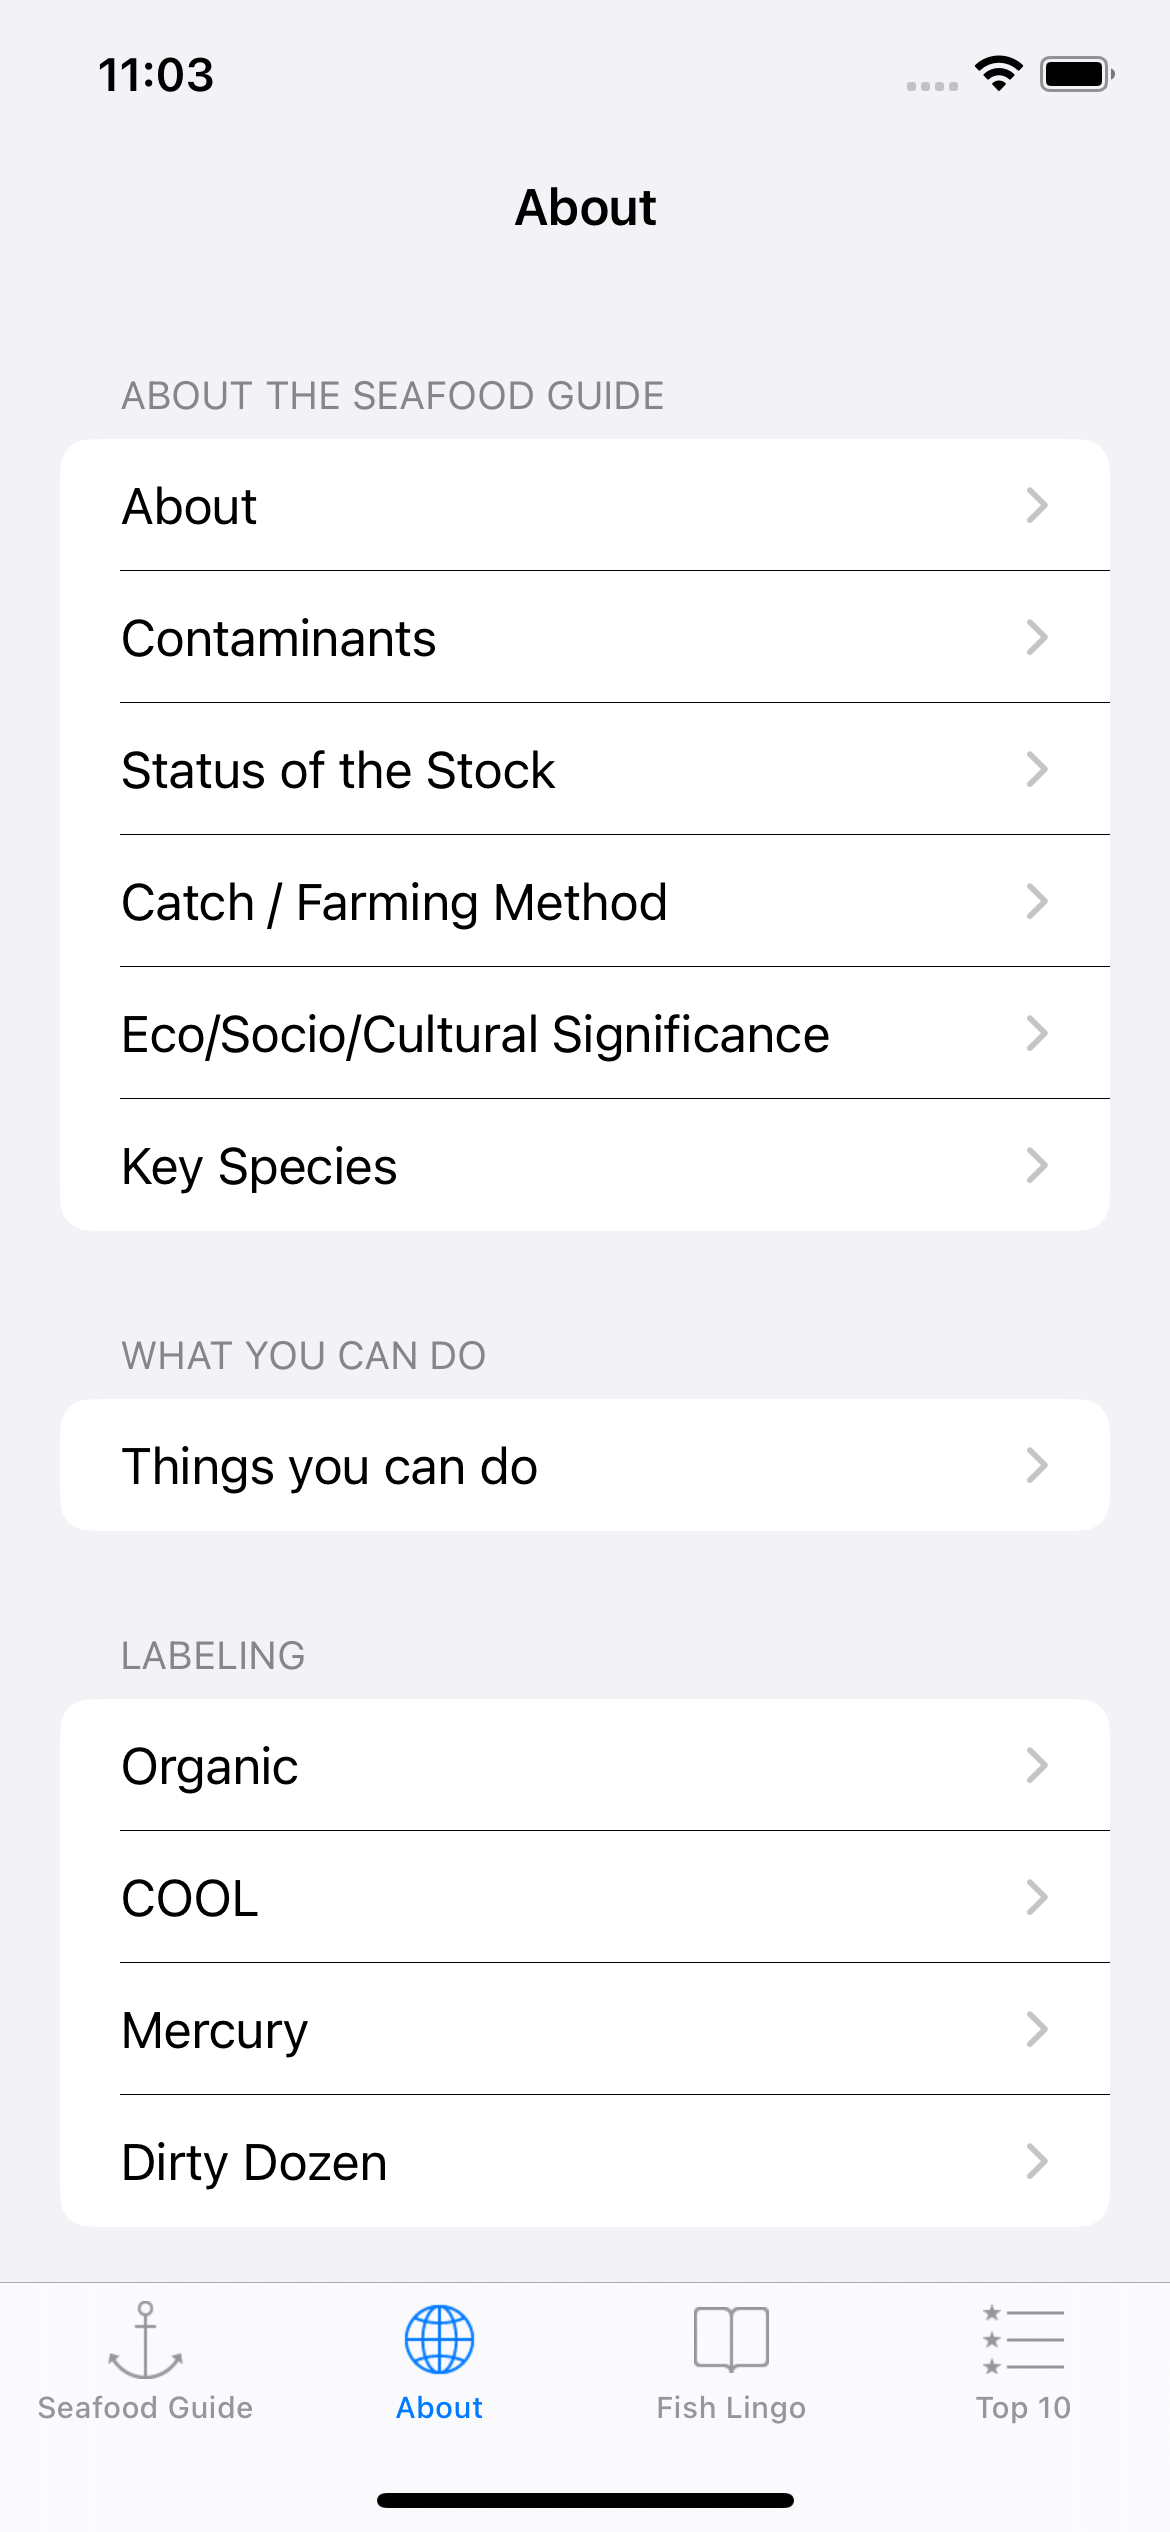 11:03
About
ABOUT THE SEAFOOD GUIDE
About
Contaminants
Status of the Stock
Catch / Farming Method
Eco/Socio/Cultural Significance
Key Species
WHAT YOU CAN DO
Things you can do
LABELING
Organic
COOL
Mercury
Dirty Dozen
Seafood Guide
About
Fish Lingo
Top 10